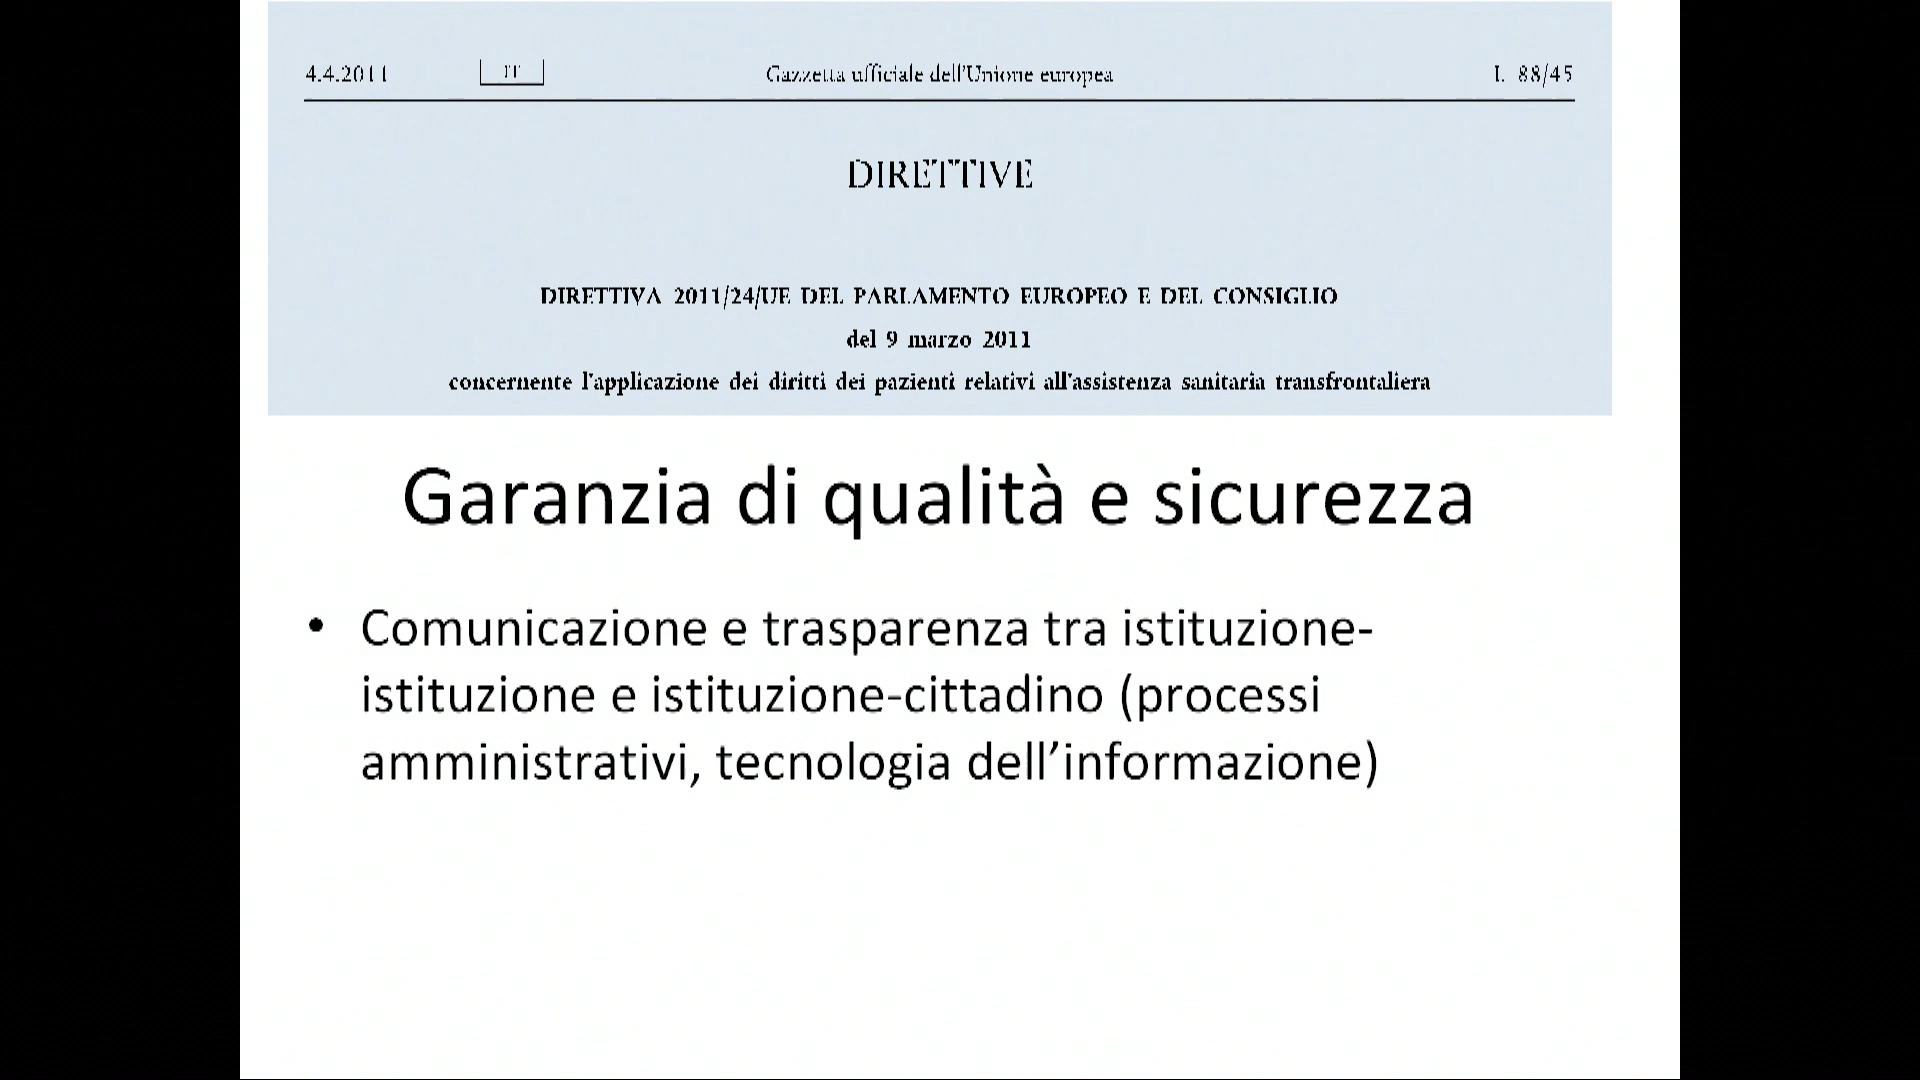 4.4.2011 IT Gazzetta ufficiale dell'Unione europea L 88/45
DIRETTIVE
DIRETTIVA 2011/24/UE DEL PARLAMENTO EUROPEO E DEL CONSIGLIO
del 9 marzo 2011
concernente l'applicazione dei diritti dei pazienti relativi all'assistenza sanitaria transfrontaliera
Garanzia di qualità e sicurezza
• Comunicazione e trasparenza tra istituzione-
istituzione e istituzione-cittadino (processi
amministrativi, tecnologia dell’informazione)